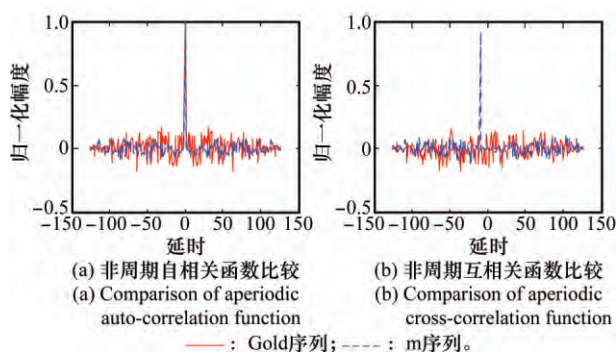 1.0
0.5
0
−0.5
归一化幅度
−150 −100 −50 0 50 100 150
延时
(a) 非周期自相关函数比较
(a) Comparison of aperiodic
auto-correlation function
1.0
0.5
0
−0.5
归一化幅度
−150 −100 −50 0 50 100 150
延时
(b) 非周期互相关函数比较
(b) Comparison of aperiodic
cross-correlation function
——: Gold序列; -----: m序列。